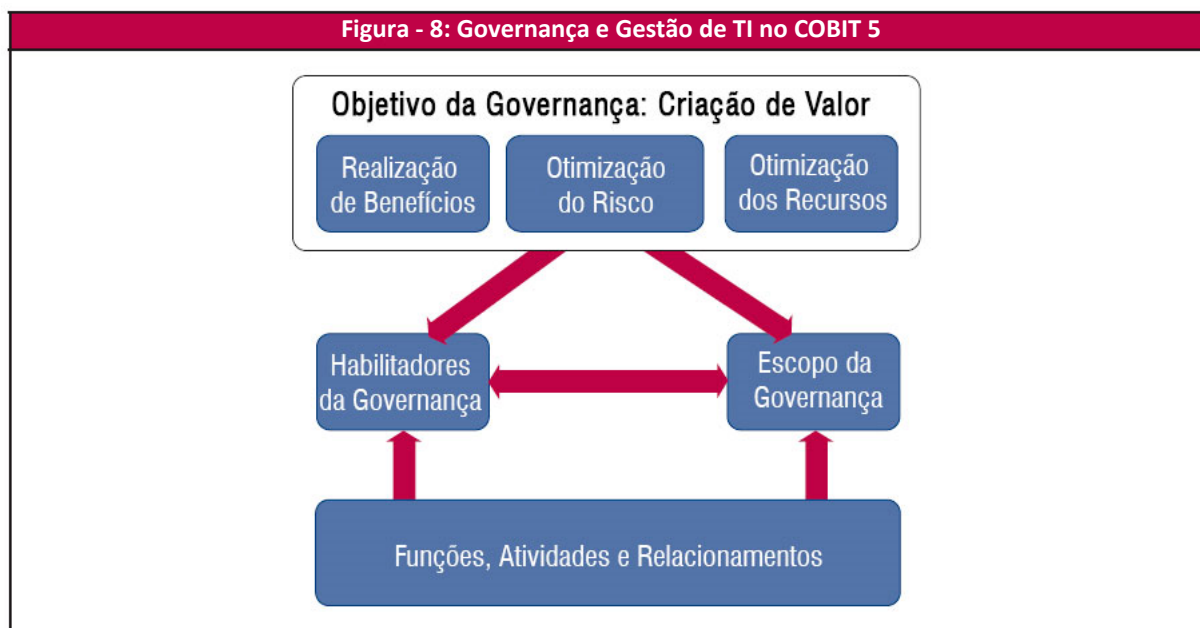 Figura - 8: Governança e Gestão de TI no COBIT 5
Objetivo da Governança: Criação de Valor
Realização
de Benefícios
Otimização
do Risco
Otimização
dos Recursos
Habilitadores
da Governança
Escopo da
Governança
Funções, Atividades e Relacionamentos